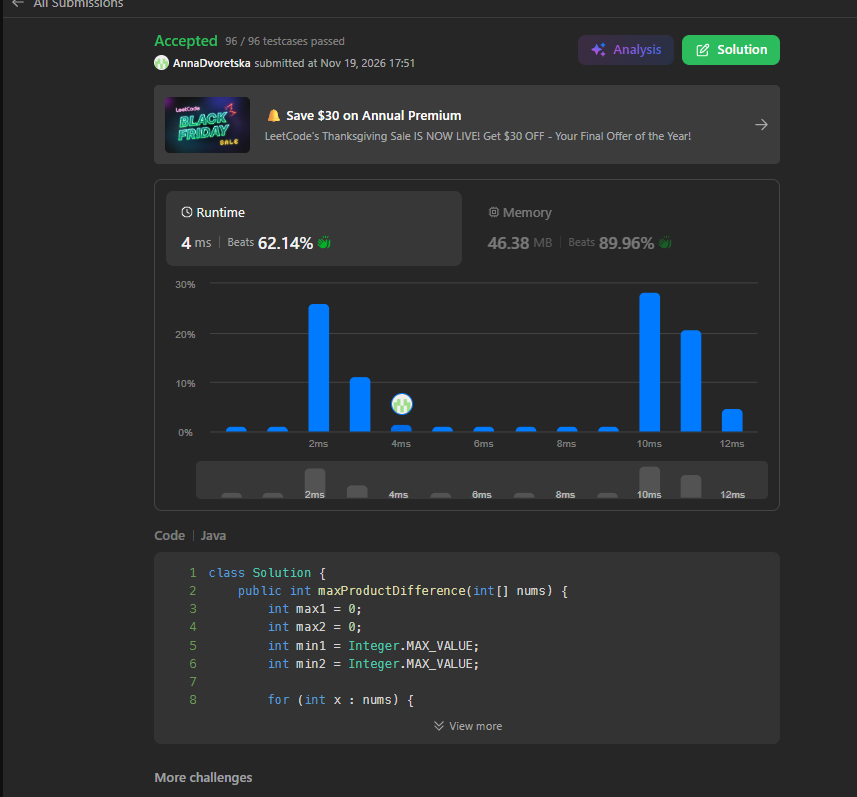 All Submissions
Accepted 96 / 96 testcases passed
AnnaDvoretska submitted at Nov 19, 2026 17:51
Analysis
Solution
LeetCode
BLACK
FRIDAY
SALE
Save $30 on Annual Premium
LeetCode's Thanksgiving Sale IS NOW LIVE! Get $30 OFF - Your Final Offer of the Year!
Runtime
4 ms | Beats 62.14%
Memory
46.38 MB | Beats 89.96%
30%
20%
10%
0%
2ms 4ms 6ms 8ms 10ms 12ms
2ms 4ms 6ms 8ms 10ms 12ms
Code | Java
1 class Solution {
2     public int maxProductDifference(int[] nums) {
3         int max1 = 0;
4         int max2 = 0;
5         int min1 = Integer.MAX_VALUE;
6         int min2 = Integer.MAX_VALUE;
7
8         for (int x : nums) {
View more
More challenges